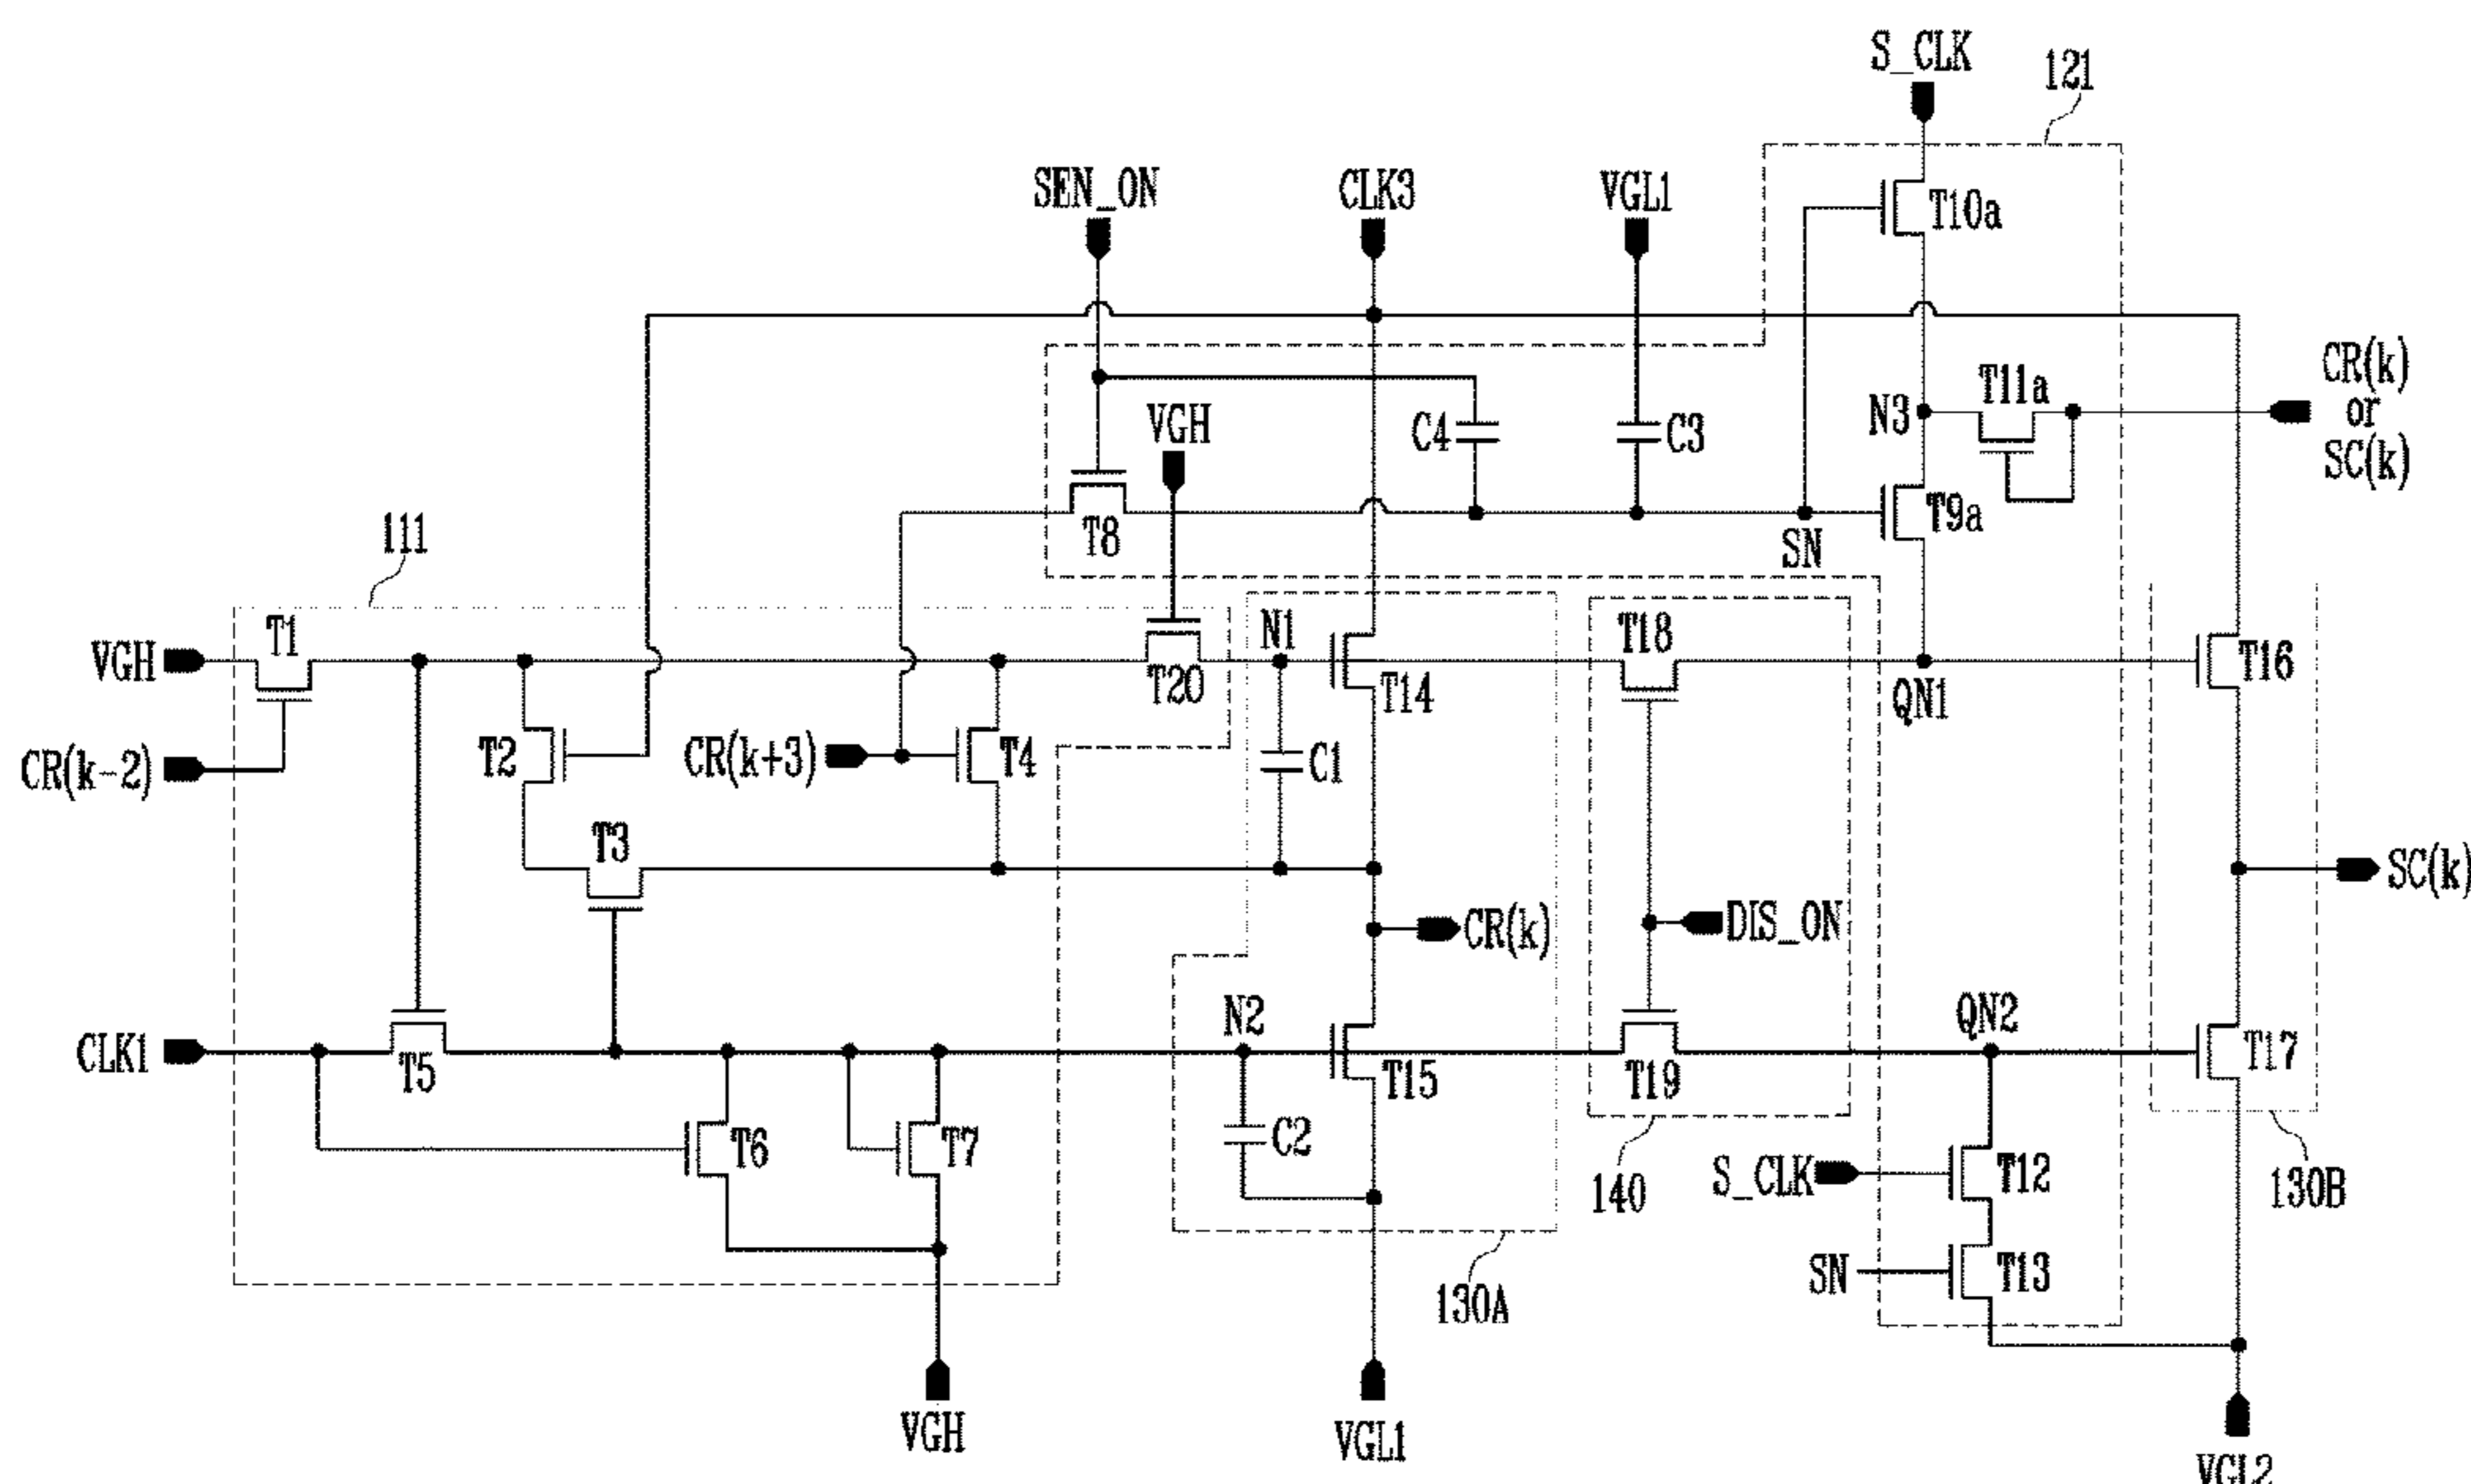 S_CLK
121
SEN_ON
CLK3
VGL1
T10a
CR(k)
or
SC(k)
T11a
N3
VGH
C4
C3
T9a
T8
SN
111
T1
VGH
N1
T18
T20
T14
QN1
T16
CR(k-2)
T2
CR(k+3)
T4
C1
T3
SC(k)
CR(k)
DIS_ON
N2
QN2
CLK1
T5
T15
T19
T17
T6
T7
C2
S_CLK
T12
140
130B
SN
T13
130A
VGH
VGL1
VGL2